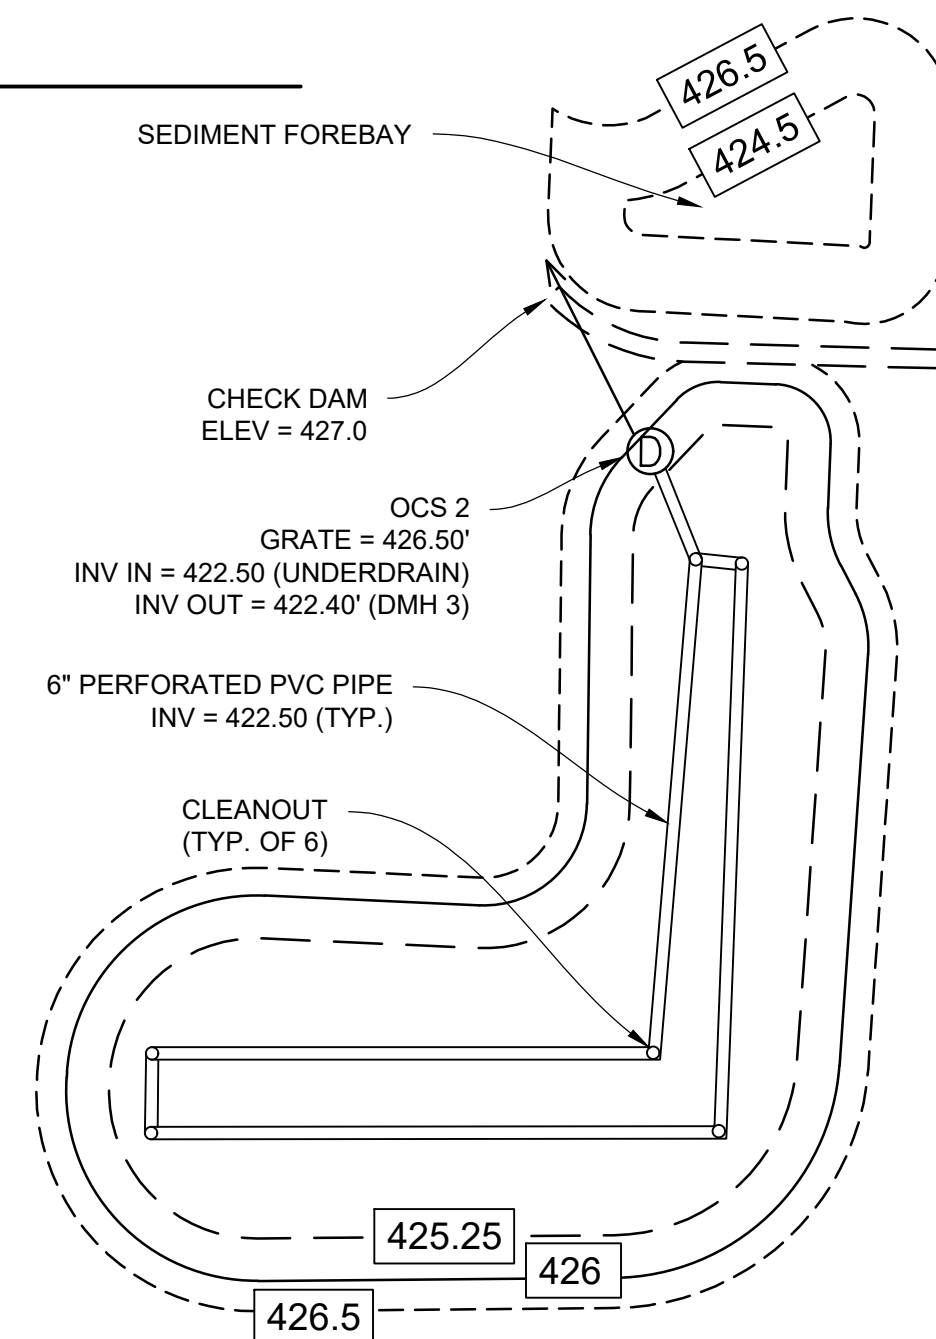 426.5
424.5
SEDIMENT FOREBAY
CHECK DAM
ELEV = 427.0
D
OCS 2
GRATE = 426.50'
INV IN = 422.50 (UNDERDRAIN)
INV OUT = 422.40' (DMH 3)
6" PERFORATED PVC PIPE
INV = 422.50 (TYP.)
CLEANOUT
(TYP. OF 6)
425.25
426
426.5